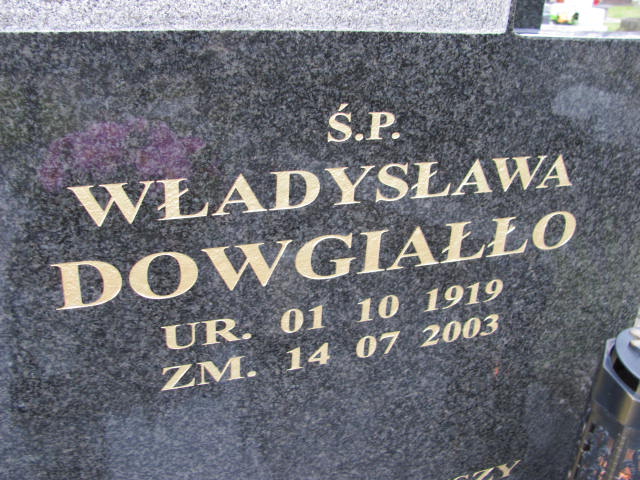 Ś.P.
WŁADYSŁAWA
DOWGIAŁŁO
UR. 01 10 1919
ZM. 14 07 2003